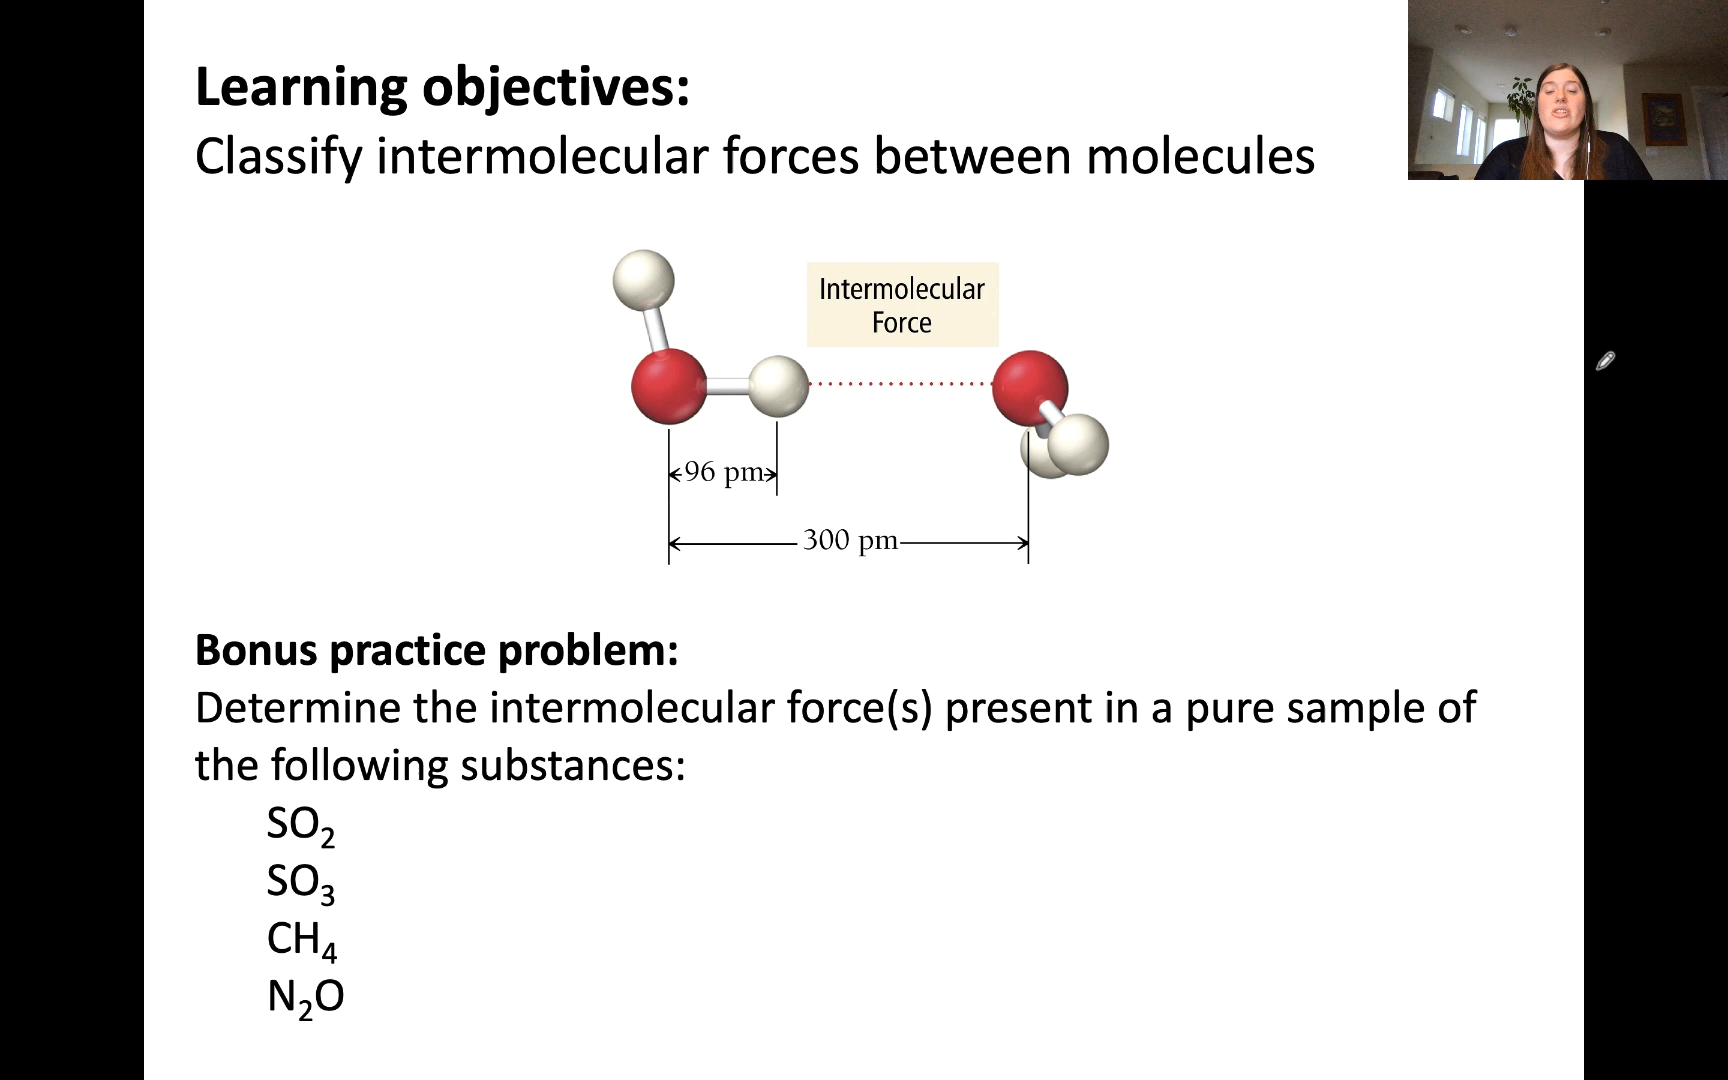 Learning objectives:
Classify intermolecular forces between molecules
Intermolecular
Force
96 pm
300 pm
Bonus practice problem:
Determine the intermolecular force(s) present in a pure sample of
the following substances:
SO₂
SO₃
CH₄
N₂O